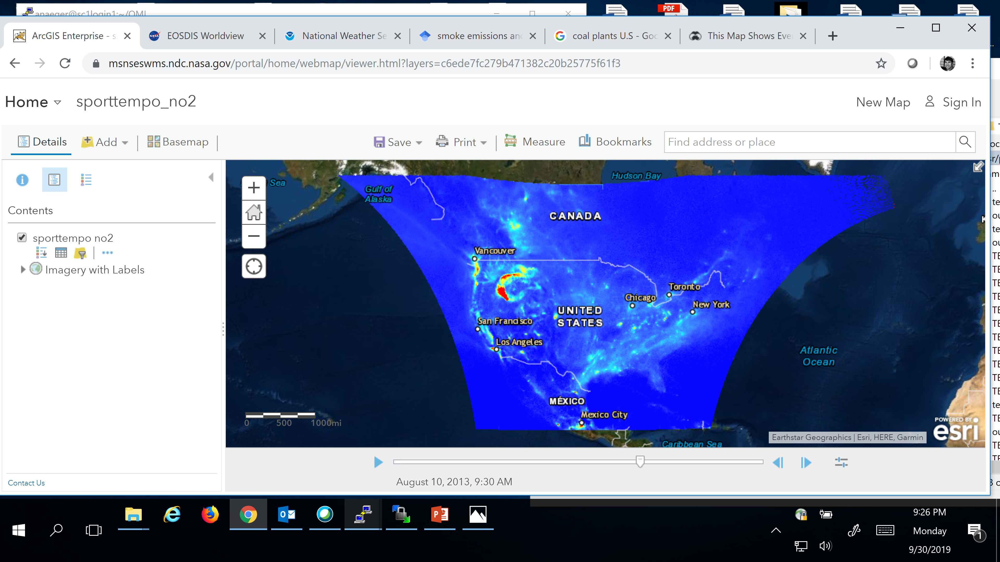 anaeger@sc1login1:~/OMI
PDF
ArcGIS Enterprise - s
EOSDIS Worldview
National Weather Se
smoke emissions and
coal plants U.S - Goo
This Map Shows Ever
msnseswms.ndc.nasa.gov/portal/home/webmap/viewer.html?layers=c6ede7fc279b471382c20b25775f61f3
Home
sporttempo_no2
New Map
Sign In
Details
Add
Basemap
Save
Print
Measure
Bookmarks
Find address or place
Contents
sporttempo no2
Imagery with Labels
Contact Us
Sea
Gulf of
Alaska
Hudson Bay
CANADA
Vancouver
Toronto
Chicago
New York
UNITED
STATES
San Francisco
Los Angeles
Atlantic
Ocean
MÉXICO
Mexico City
Caribbean Sea
0 500 1000mi
POWERED BY
esri
Earthstar Geographics | Esri, HERE, Garmin
August 10, 2013, 9:30 AM
9:26 PM
Monday
9/30/2019
1